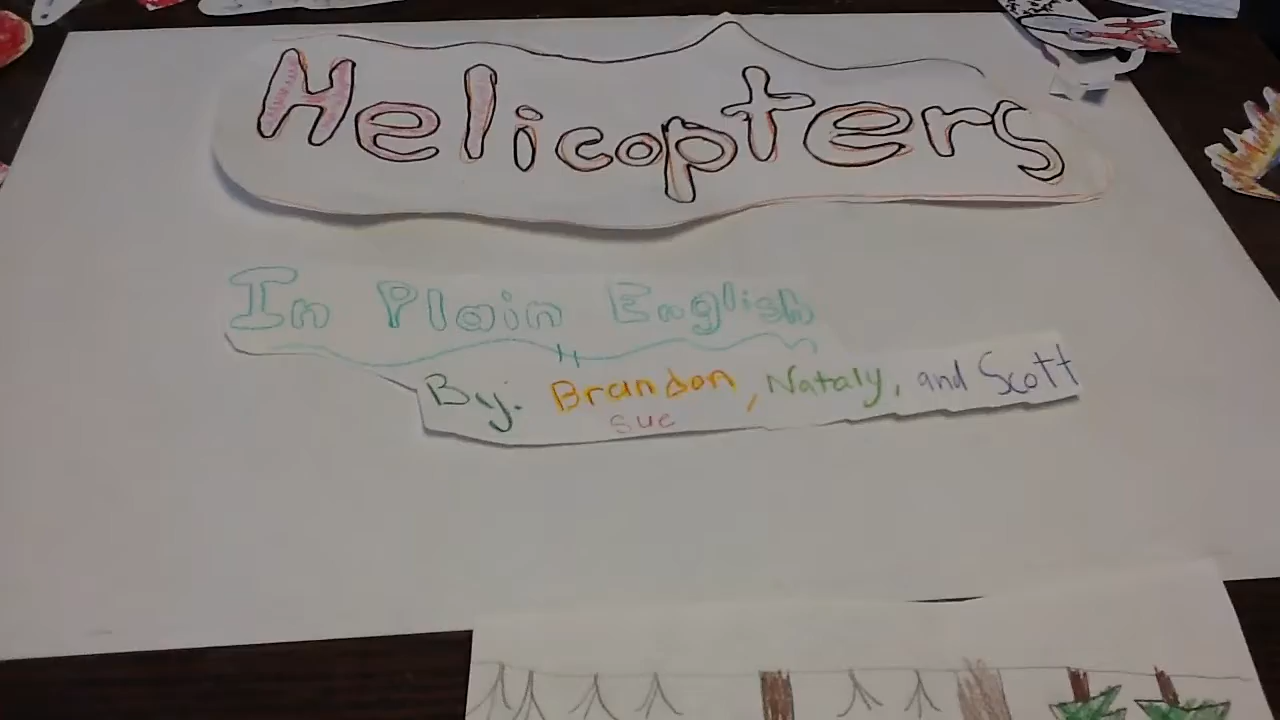 Helicopters
In Plain English
By: Brandon, Nataly, and Scott
sue